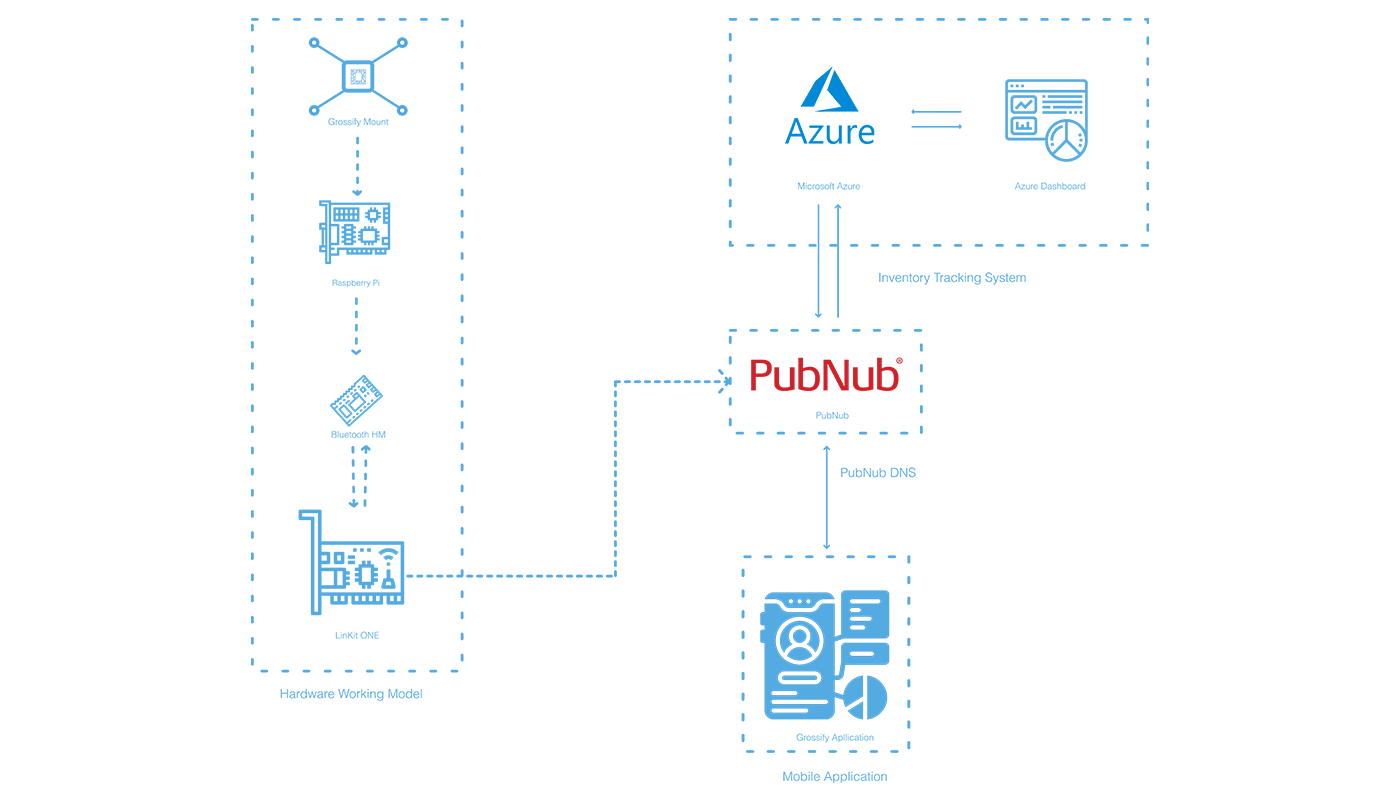 Grossify Mount
Raspberry Pi
Bluetooth HM
LinKit ONE
Hardware Working Model
Azure
Microsoft Azure
Azure Dashboard
Inventory Tracking System
PubNub®
PubNub
PubNub DNS
Grossify Apllication
Mobile Application